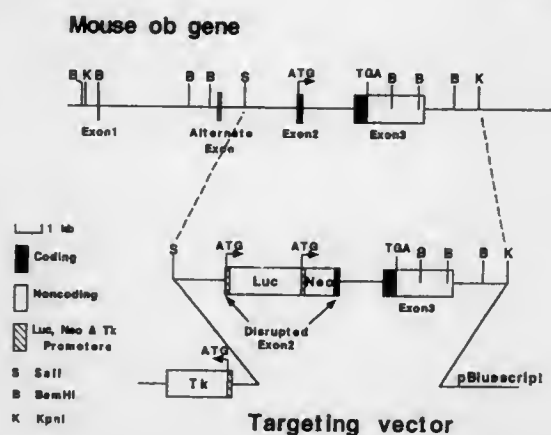 Mouse ob gene
B K B B B S ATG TGA B B B K
Exon1 Alternate Exon Exon2 Exon3
1 kb
Coding
Noncoding
Luc, Neo & Tk Promoters
S SalI
B BamHI
K KpnI
S ATG ATG TGA B B B K
Luc Neo
Disrupted Exon2
Exon3
ATG
Tk
pBluescript
Targeting vector